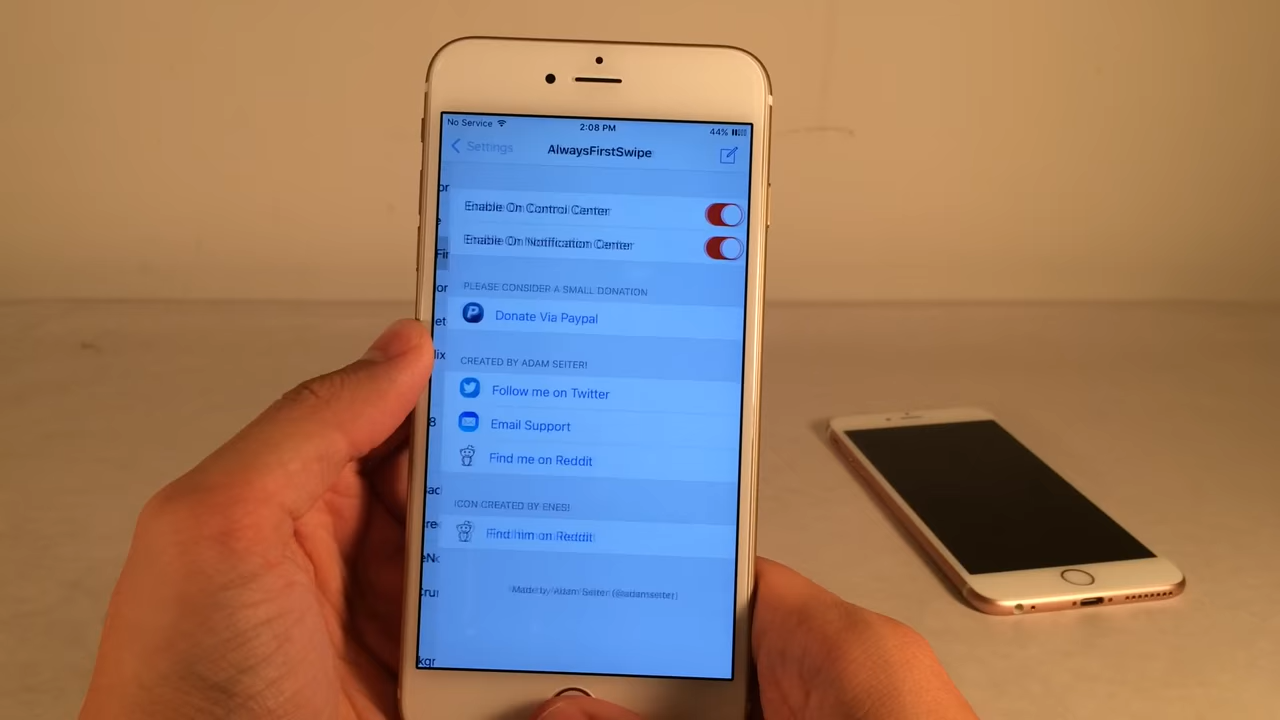 No Service 2:08 PM 44%
Settings AlwaysFirstSwipe
Enable On Control Center
Enable On Notification Center
PLEASE CONSIDER A SMALL DONATION
Donate Via Paypal
CREATED BY ADAM SEITER!
Follow me on Twitter
Email Support
Find me on Reddit
ICON CREATED BY ENES!
Find him on Reddit
Made by Adam Seiter (@adamseiter)